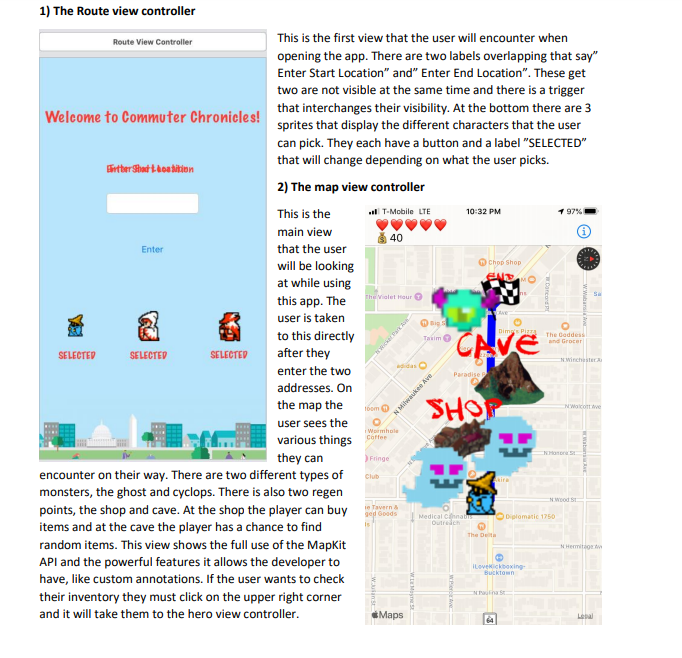 1) The Route view controller
Route View Controller
Welcome to Commuter Chronicles!
Enter
SELECTED
SELECTED
SELECTED
This is the first view that the user will encounter when
opening the app. There are two labels overlapping that say”
Enter Start Location” and” Enter End Location”. These get
two are not visible at the same time and there is a trigger
that interchanges their visibility. At the bottom there are 3
sprites that display the different characters that the user
can pick. They each have a button and a label ”SELECTED”
that will change depending on what the user picks.
2) The map view controller
This is the
main view
that the user
will be looking
at while using
this app. The
user is taken
to this directly
after they
enter the two
addresses. On
the map the
user sees the
various things
they can
encounter on their way. There are two different types of
monsters, the ghost and cyclops. There is also two regen
points, the shop and cave. At the shop the player can buy
items and at the cave the player has a chance to find
random items. This view shows the full use of the MapKit
API and the powerful features it allows the developer to
have, like custom annotations. If the user wants to check
their inventory they must click on the upper right corner
and it will take them to the hero view controller.
T-Mobile LTE
10:32 PM
97%
40
Chop Shop
END
The Violet Hour
Big S
Ave
Dimo's Pizza
The Goddess
and Grocer
Taxim
CAVE
N Winchester A
adidas
Paradise
N Milwaukee Ave
SHOP
N Wolcott Ave
Wormhole
Coffee
N Honore St
Fringe
Club
N Wood St
Tavern &
Goods
Medical Cannabis
Outreach
Diplomatic 1750
The Delta
N Hermitage Av
ILoveKickboxing-
Bucktown
N Paulina St
Maps
64
Legal